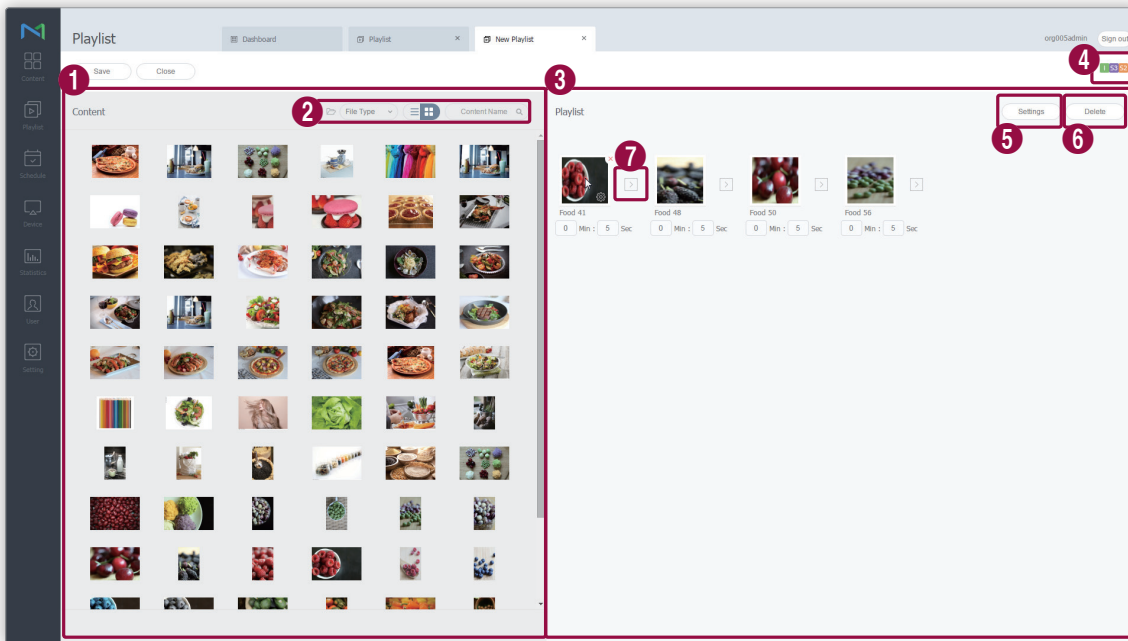 Playlist
Dashboard
Playlist ×
New Playlist ×
org005admin
Sign out
Save
Close
1
3
4
I S3 S2
Content
2
File Type
Content Name
Playlist
Settings
Delete
5
6
7
Food 41
Food 48
Food 50
Food 56
0 Min : 5 Sec
0 Min : 5 Sec
0 Min : 5 Sec
0 Min : 5 Sec
Content
Playlist
Schedule
Device
Statistics
User
Setting